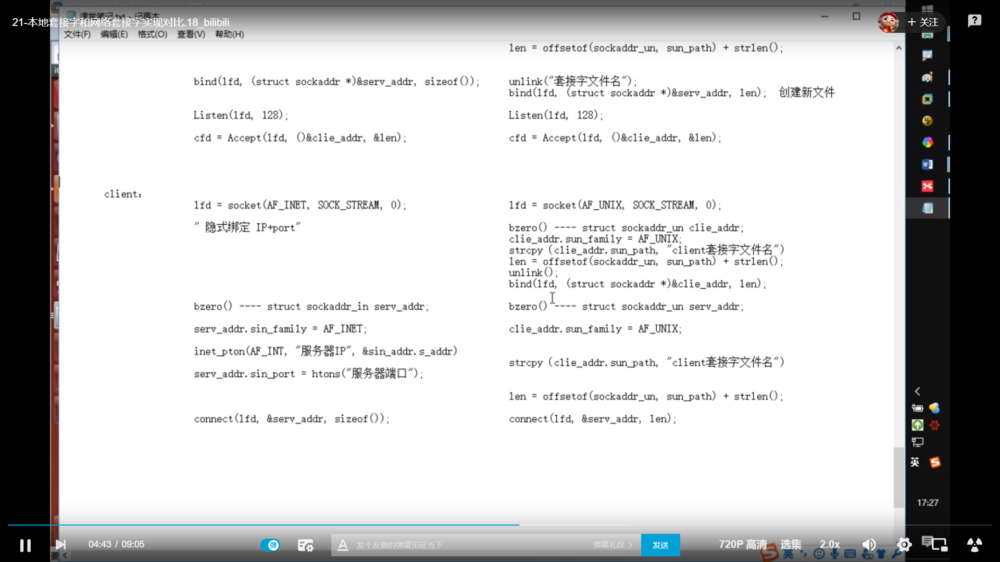 21-本地套接字和网络套接字实现对比.18_bilibili
关注
文件(F) 编辑(E) 格式(O) 查看(V) 帮助(H)
len = offsetof(sockaddr_un, sun_path) + strlen();
bind(lfd, (struct sockaddr *)&serv_addr, sizeof()); unlink("套接字文件名");
bind(lfd, (struct sockaddr *)&serv_addr, len); 创建新文件
Listen(lfd, 128); Listen(lfd, 128);
cfd = Accept(lfd, ()&clie_addr, &len); cfd = Accept(lfd, ()&clie_addr, &len);
client:
lfd = socket(AF_INET, SOCK_STREAM, 0); lfd = socket(AF_UNIX, SOCK_STREAM, 0);
" 隐式绑定 IP+port" bzero() ---- struct sockaddr_un clie_addr;
clie_addr.sun_family = AF_UNIX;
strcpy (clie_addr.sun_path, "client套接字文件名")
len = offsetof(sockaddr_un, sun_path) + strlen();
unlink();
bind(lfd, (struct sockaddr *)&clie_addr, len);
bzero() ---- struct sockaddr_in serv_addr; bzero() ---- struct sockaddr_un serv_addr;
serv_addr.sin_family = AF_INET; clie_addr.sun_family = AF_UNIX;
inet_pton(AF_INT, "服务器IP", &sin_addr.s_addr)
strcpy (clie_addr.sun_path, "client套接字文件名")
serv_addr.sin_port = htons("服务器端口");
len = offsetof(sockaddr_un, sun_path) + strlen();
connect(lfd, &serv_addr, sizeof()); connect(lfd, &serv_addr, len);
英
17:27
04:43 / 09:05 弹 发个友善的弹幕见证当下 弹幕礼仪 发送 720P 高清 选集 2.0x
英